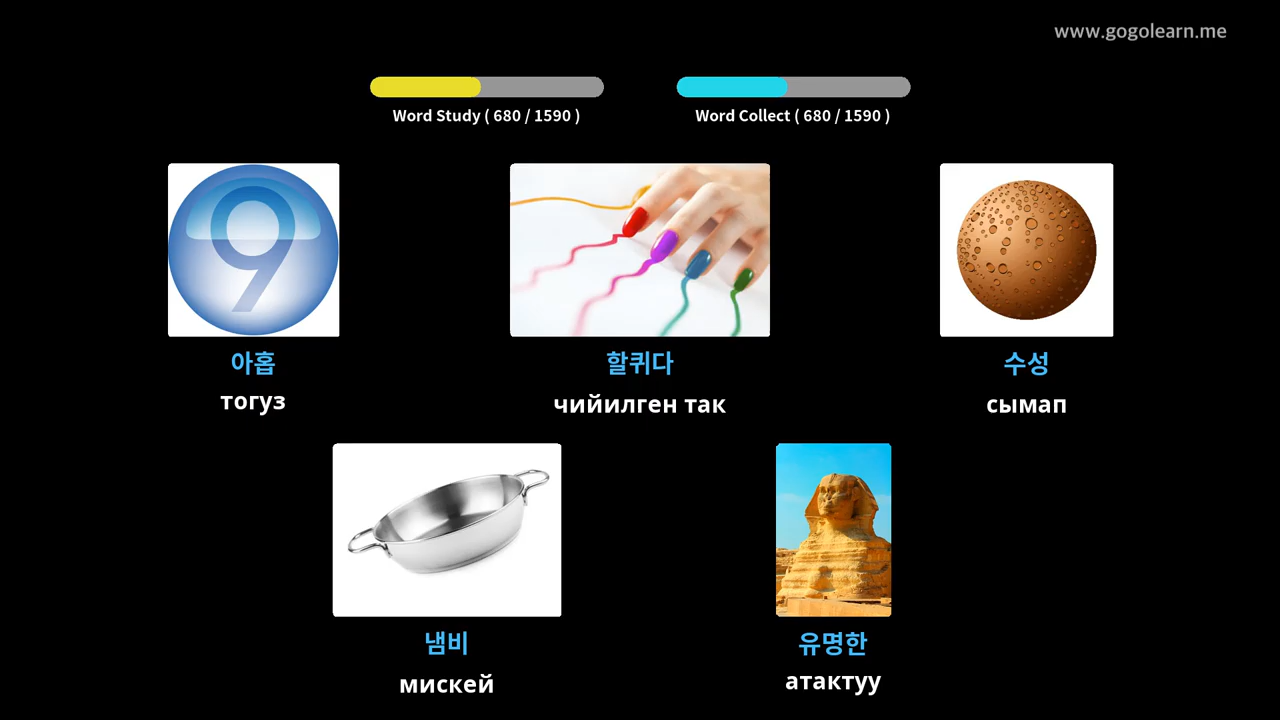 www.gogolearn.me
Word Study ( 680 / 1590 )
Word Collect ( 680 / 1590 )
9
아홉
тогуз
할퀴다
чийилген так
수성
сымап
냄비
мискей
유명한
атактуу